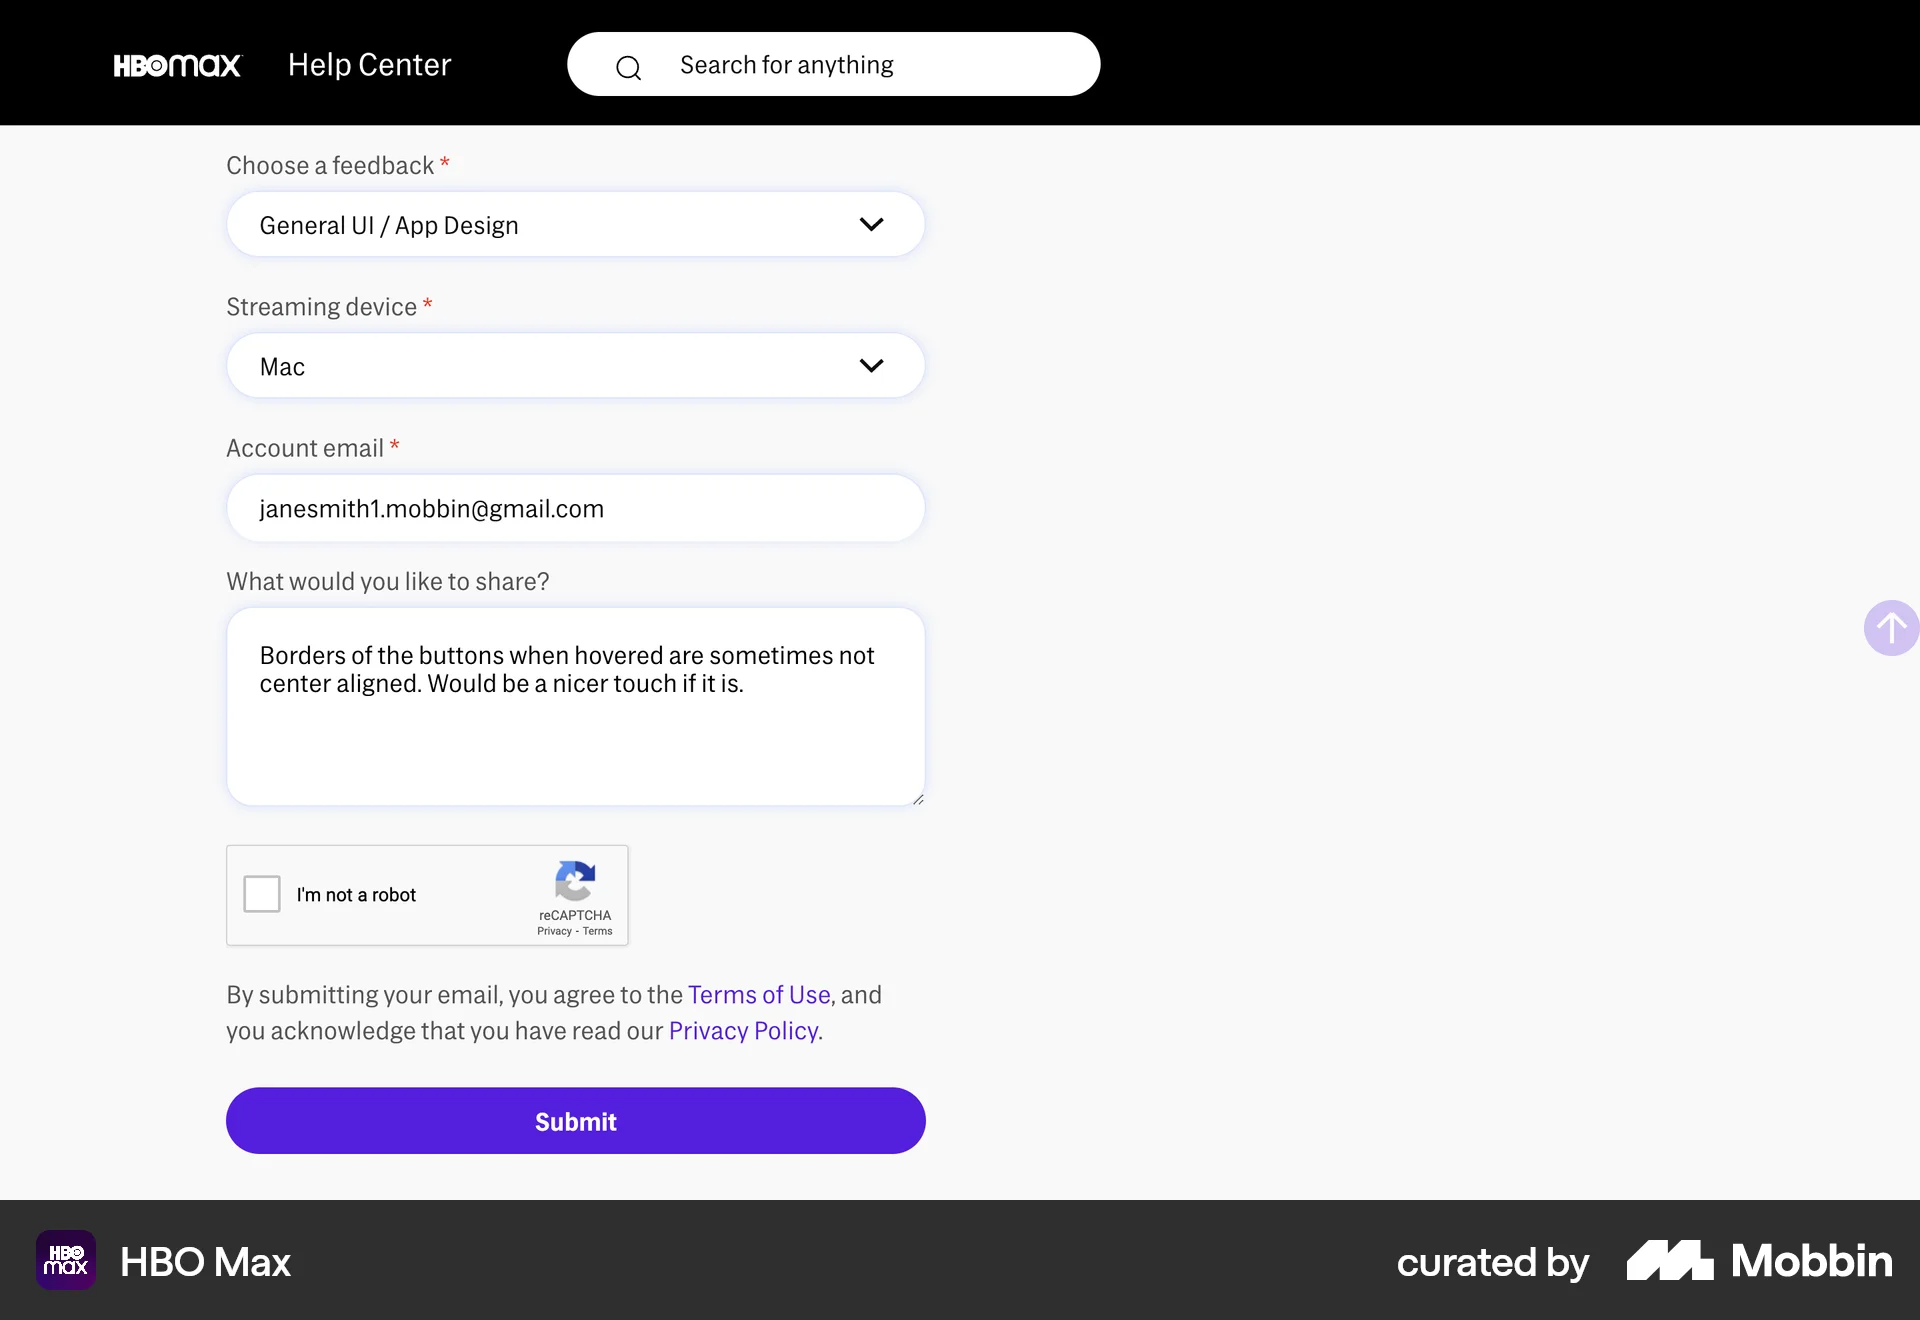 HBOmax
Help Center
Search for anything
Choose a feedback *
General UI / App Design
Streaming device *
Mac
Account email *
janesmith1.mobbin@gmail.com
What would you like to share?
Borders of the buttons when hovered are sometimes not
center aligned. Would be a nicer touch if it is.
I'm not a robot
reCAPTCHA
Privacy - Terms
By submitting your email, you agree to the Terms of Use, and
you acknowledge that you have read our Privacy Policy.
Submit
HBO
max
HBO Max
curated by
Mobbin